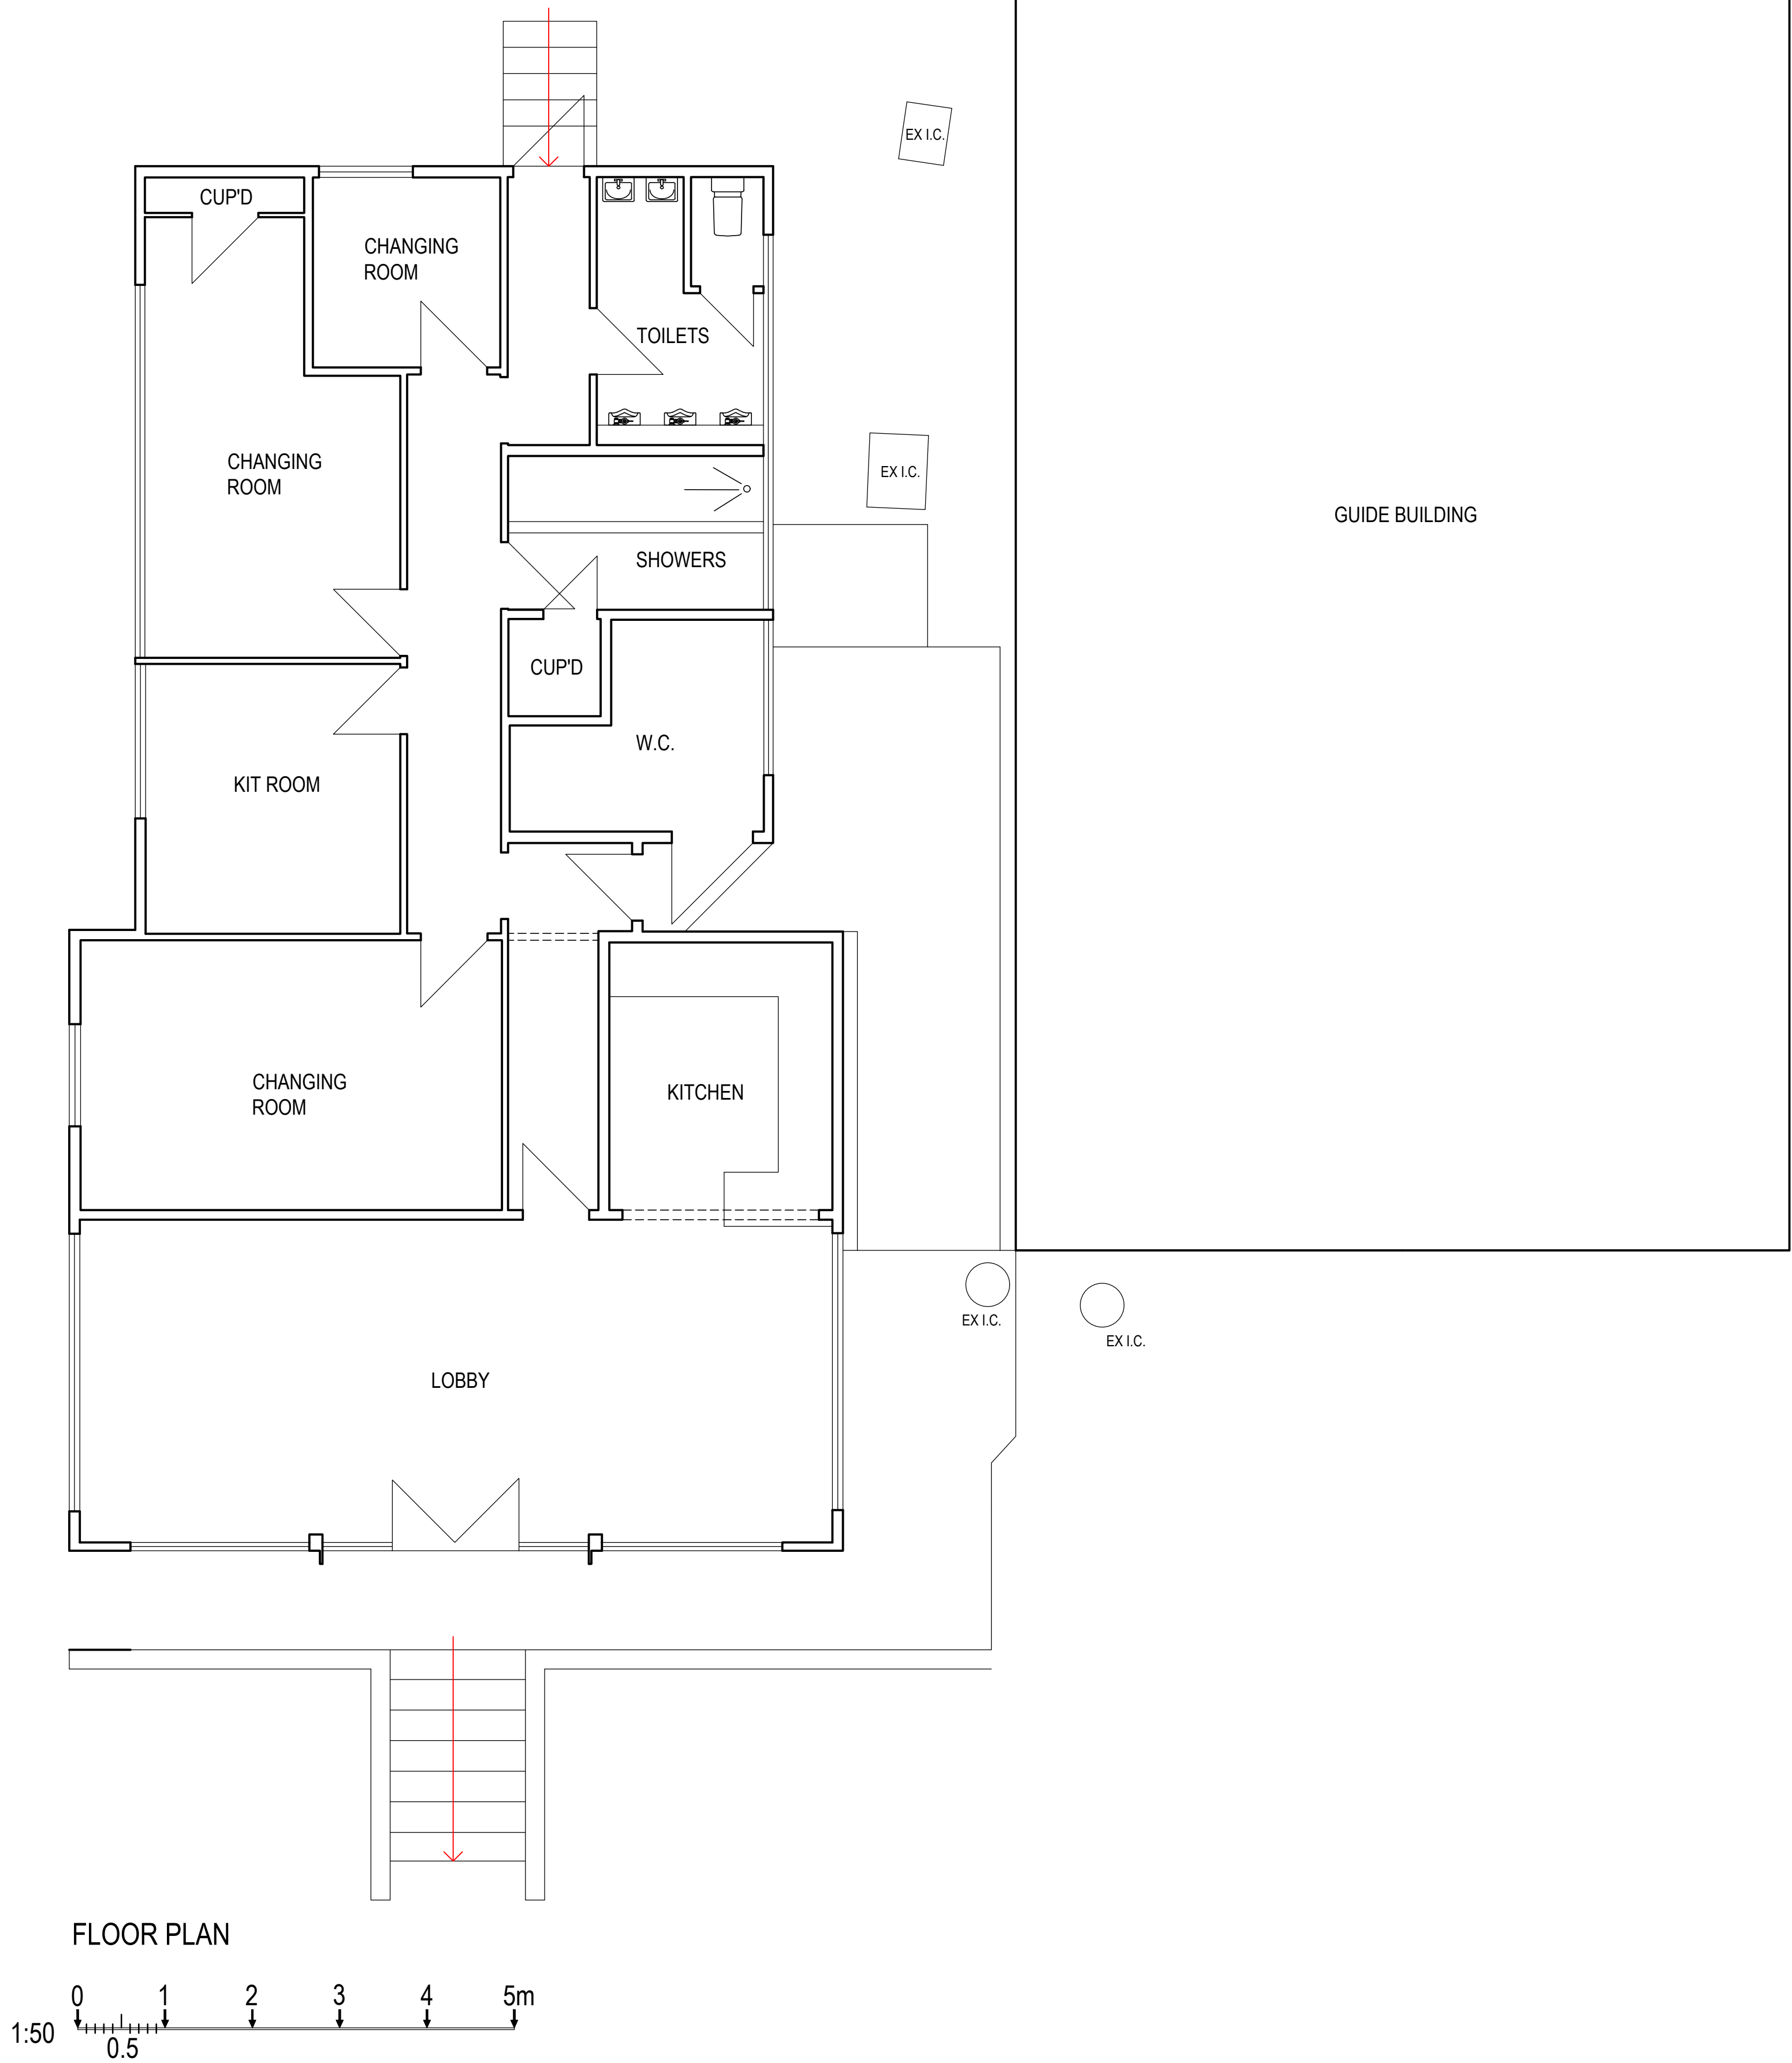 EX I.C.
CUP'D
CHANGING
ROOM
TOILETS
CHANGING
ROOM
EX I.C.
GUIDE BUILDING
SHOWERS
CUP'D
W.C.
KIT ROOM
CHANGING
ROOM
KITCHEN
EX I.C.
EX I.C.
LOBBY
FLOOR PLAN
0 1 2 3 4 5m
1:50
0.5